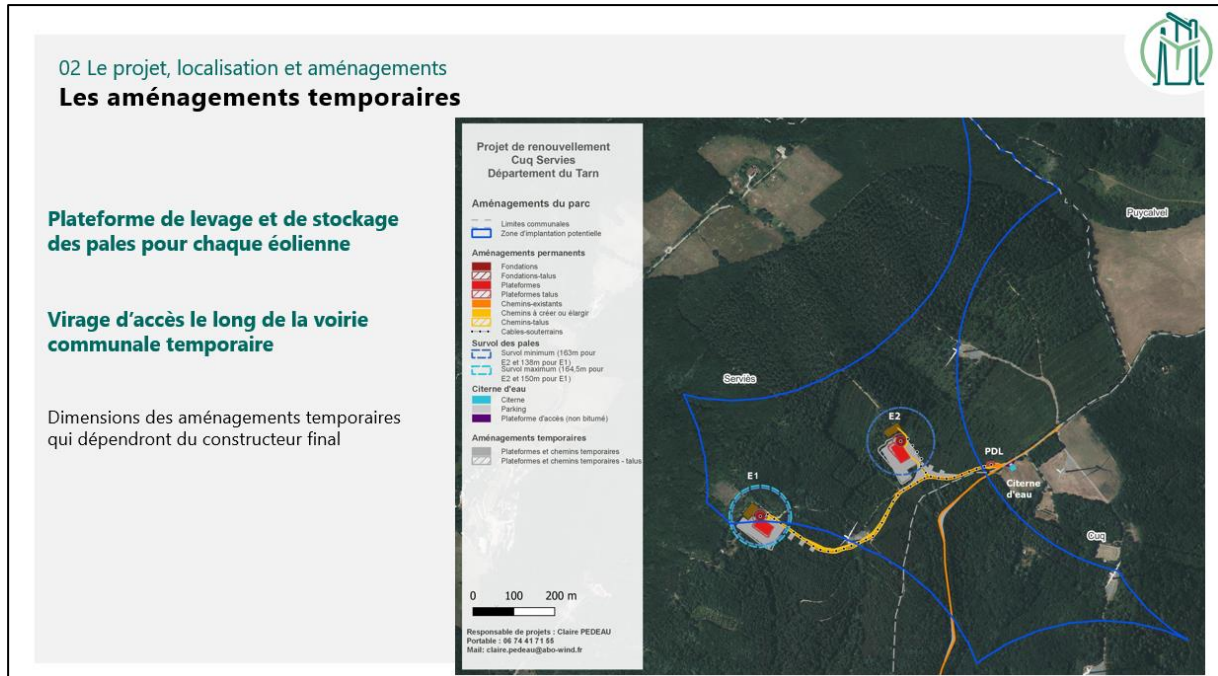 02 Le projet, localisation et aménagements
Les aménagements temporaires
Plateforme de levage et de stockage
des pales pour chaque éolienne
Virage d'accès le long de la voirie
communale temporaire
Dimensions des aménagements temporaires
qui dépendront du constructeur final
Projet de renouvellement
Cuq Servies
Département du Tarn
Aménagements du parc
Limites communales
Zone d'implantation potentielle
Aménagements permanents
Fondations
Fondations-talus
Plateformes
Plateformes talus
Chemins-existants
Chemins à créer ou élargir
Chemins-talus
Cables-souterrains
Survol des pales
Survol minimum (163m pour
E2 et 138m pour E1)
Survol maximum (164,5m pour
E2 et 150m pour E1)
Citerne d'eau
Citerne
Parking
Plateforme d'accès (non bitumé)
Aménagements temporaires
Plateformes et chemins temporaires
Plateformes et chemins temporaires - talus
0 100 200 m
Responsable de projets : Claire PEDEAU
Portable : 06 74 41 71 55
Mail: claire.pedeau@abo-wind.fr
Puycalvel
Serviès
E2
PDL
E1
Citerne
d'eau
Cuq